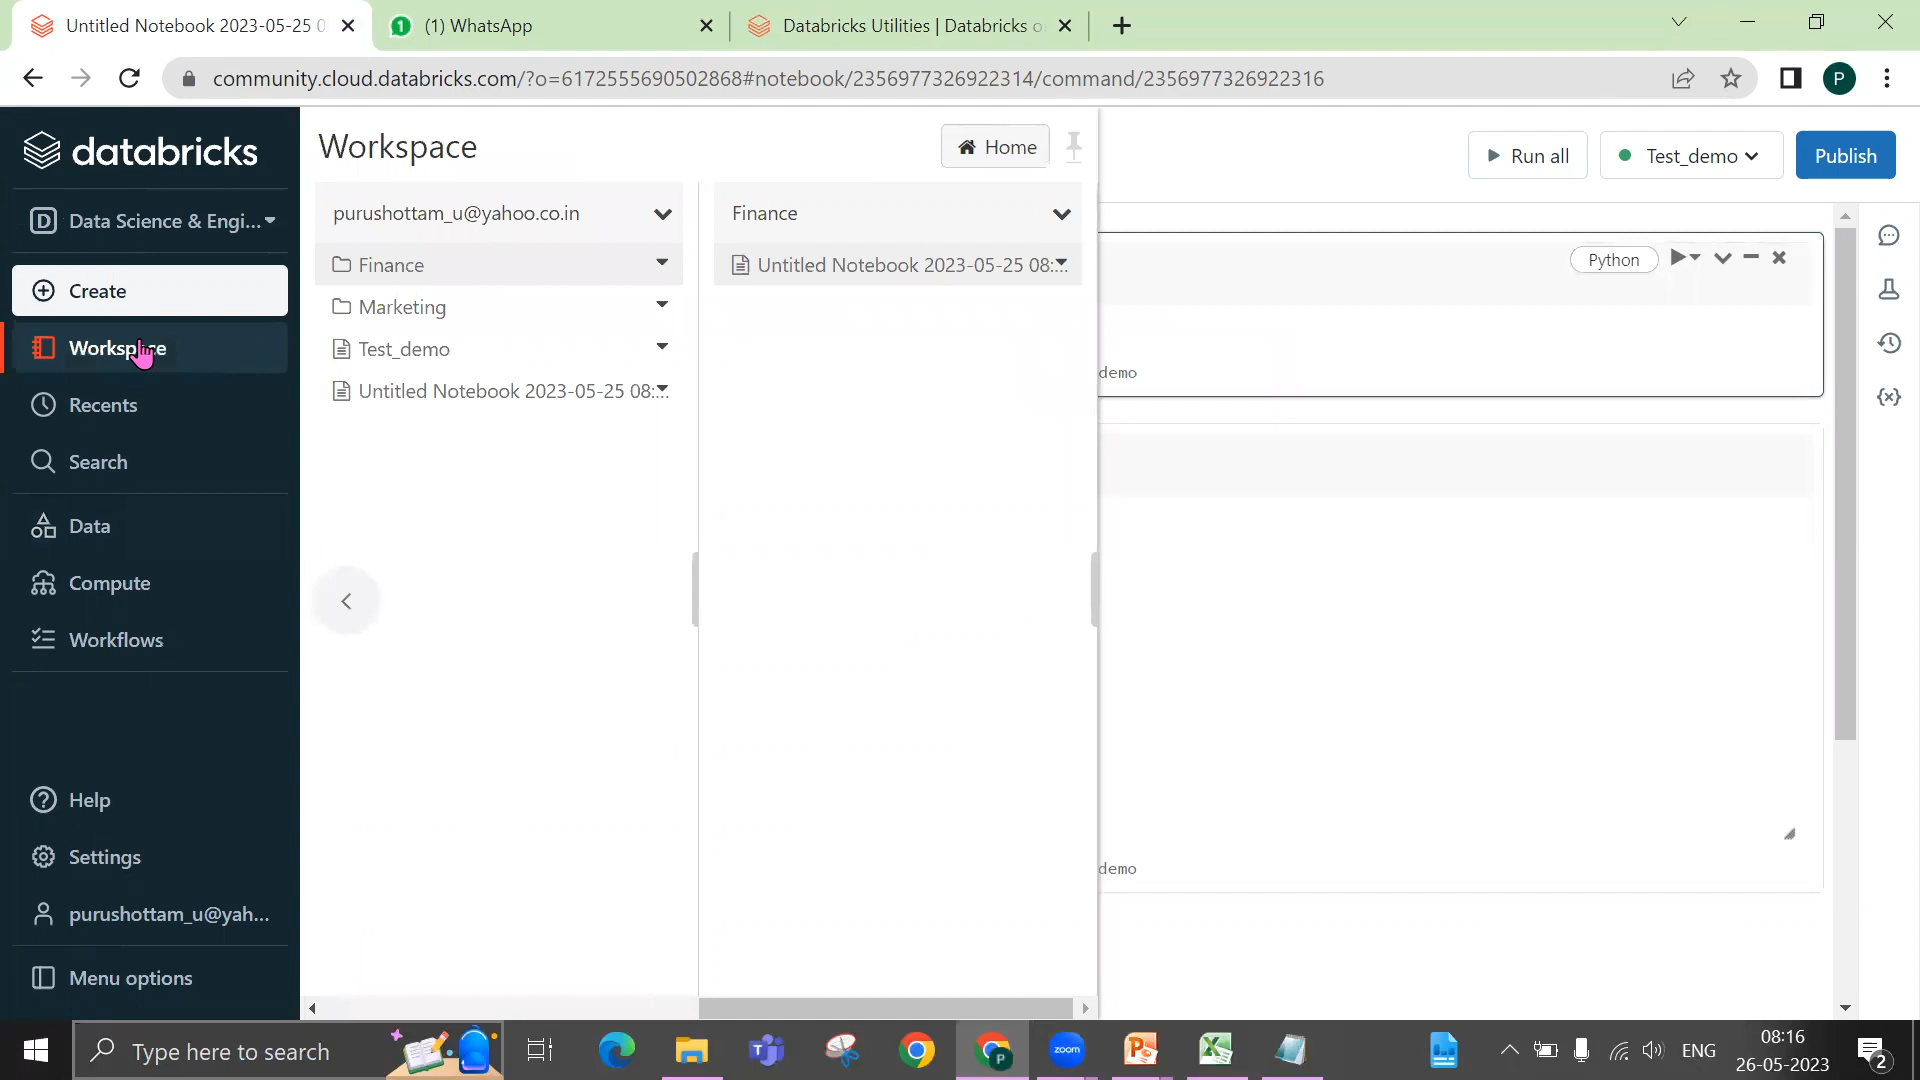 Untitled Notebook 2023-05-25 0
(1) WhatsApp
Databricks Utilities | Databricks o
community.cloud.databricks.com/?o=6172555690502868#notebook/2356977326922314/command/2356977326922316
P
databricks
D Data Science & Engi...
Create
Workspace
Recents
Search
Data
Compute
Workflows
Help
Settings
purushottam_u@yah...
Menu options
Workspace
Home
purushottam_u@yahoo.co.in
Finance
Marketing
Test_demo
Untitled Notebook 2023-05-25 08:...
Finance
Untitled Notebook 2023-05-25 08:...
Run all
Test_demo
Publish
Python
demo
demo
Type here to search
zoom
ENG
08:16
26-05-2023
2